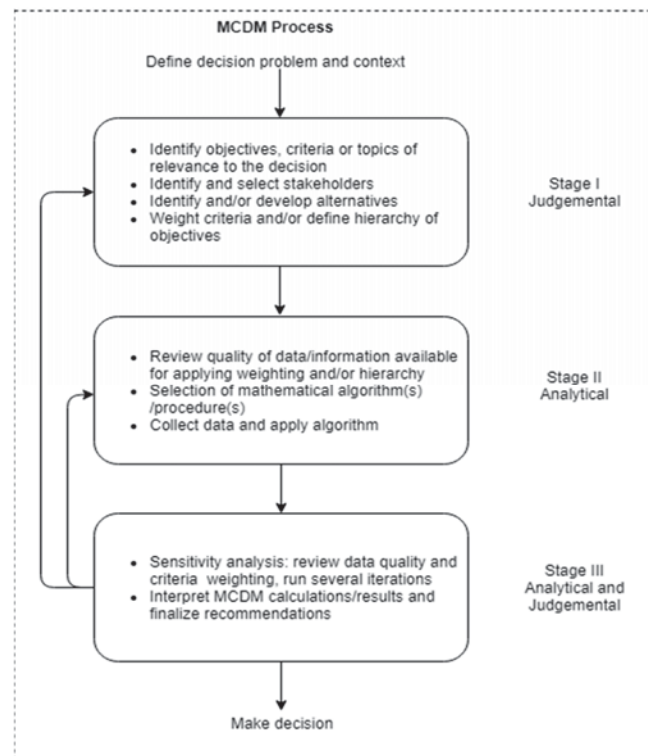 MCDM Process
Define decision problem and context
• Identify objectives, criteria or topics of
relevance to the decision
• Identify and select stakeholders
• Identify and/or develop alternatives
• Weight criteria and/or define hierarchy of
objectives
Stage I
Judgemental
• Review quality of data/information available
for applying weighting and/or hierarchy
• Selection of mathematical algorithm(s)
/procedure(s)
• Collect data and apply algorithm
Stage II
Analytical
• Sensitivity analysis: review data quality and
criteria weighting, run several iterations
• Interpret MCDM calculations/results and
finalize recommendations
Stage III
Analytical and
Judgemental
Make decision